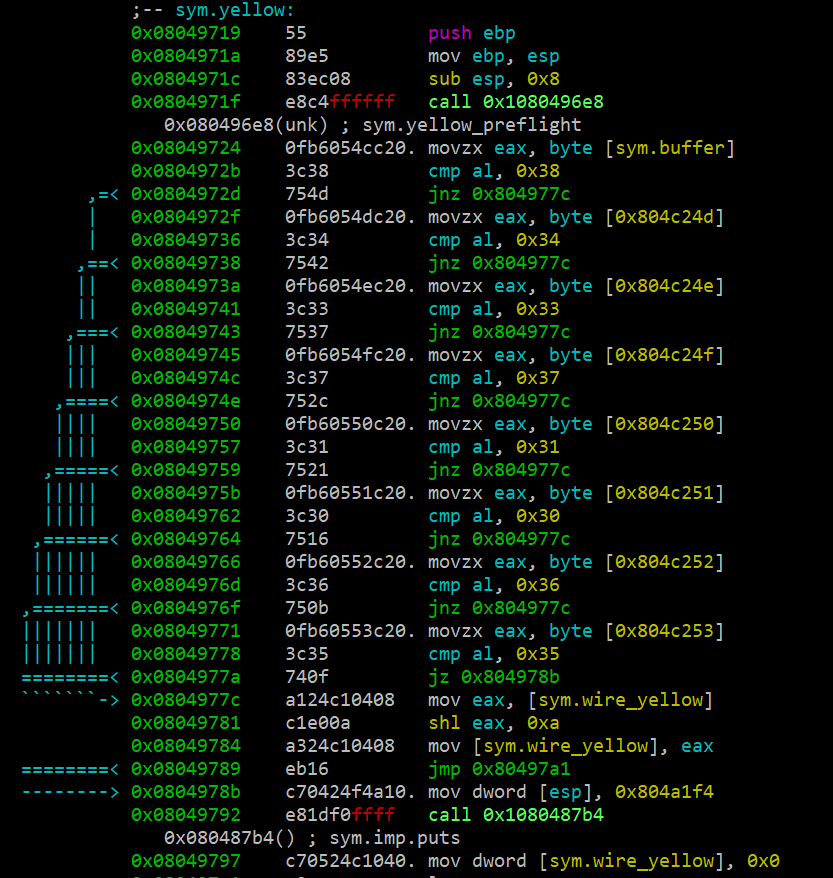 ;-- sym.yellow:
0x08049719 55 push ebp
0x0804971a 89e5 mov ebp, esp
0x0804971c 83ec08 sub esp, 0x8
0x0804971f e8c4ffffff call 0x1080496e8
0x080496e8(unk) ; sym.yellow_preflight
0x08049724 0fb6054cc20. movzx eax, byte [sym.buffer]
0x0804972b 3c38 cmp al, 0x38
,=< 0x0804972d 754d jnz 0x804977c
| 0x0804972f 0fb6054dc20. movzx eax, byte [0x804c24d]
| 0x08049736 3c34 cmp al, 0x34
,==< 0x08049738 7542 jnz 0x804977c
|| 0x0804973a 0fb6054ec20. movzx eax, byte [0x804c24e]
|| 0x08049741 3c33 cmp al, 0x33
,===< 0x08049743 7537 jnz 0x804977c
||| 0x08049745 0fb6054fc20. movzx eax, byte [0x804c24f]
||| 0x0804974c 3c37 cmp al, 0x37
,====< 0x0804974e 752c jnz 0x804977c
|||| 0x08049750 0fb60550c20. movzx eax, byte [0x804c250]
|||| 0x08049757 3c31 cmp al, 0x31
,=====< 0x08049759 7521 jnz 0x804977c
||||| 0x0804975b 0fb60551c20. movzx eax, byte [0x804c251]
||||| 0x08049762 3c30 cmp al, 0x30
,======< 0x08049764 7516 jnz 0x804977c
|||||| 0x08049766 0fb60552c20. movzx eax, byte [0x804c252]
|||||| 0x0804976d 3c36 cmp al, 0x36
,=======< 0x0804976f 750b jnz 0x804977c
||||||| 0x08049771 0fb60553c20. movzx eax, byte [0x804c253]
||||||| 0x08049778 3c35 cmp al, 0x35
========< 0x0804977a 740f jz 0x804978b
```````-> 0x0804977c a124c10408 mov eax, [sym.wire_yellow]
0x08049781 c1e00a shl eax, 0xa
0x08049784 a324c10408 mov [sym.wire_yellow], eax
========< 0x08049789 eb16 jmp 0x80497a1
--------> 0x0804978b c70424f4a10. mov dword [esp], 0x804a1f4
0x08049792 e81df0ffff call 0x1080487b4
0x080487b4() ; sym.imp.puts
0x08049797 c70524c1040. mov dword [sym.wire_yellow], 0x0